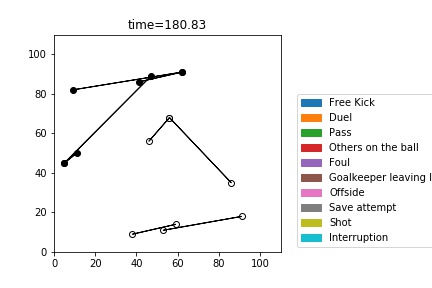 time=180.83
100
80
60
40
20
0
0 20 40 60 80 100
Free Kick
Duel
Pass
Others on the ball
Foul
Goalkeeper leaving l
Offside
Save attempt
Shot
Interruption